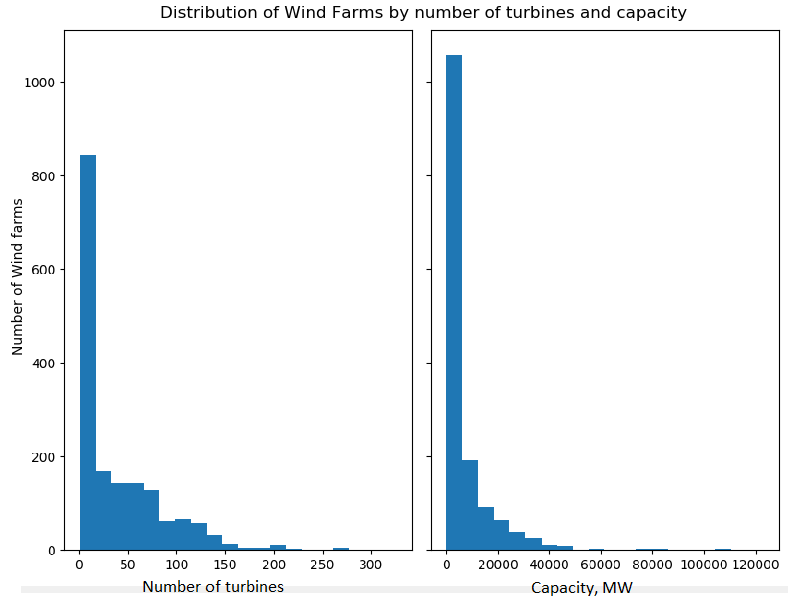 Distribution of Wind Farms by number of turbines and capacity
Number of Wind farms
1000
800
600
400
200
0
0 50 100 150 200 250 300
0 20000 40000 60000 80000 100000 120000
Number of turbines
Capacity, MW